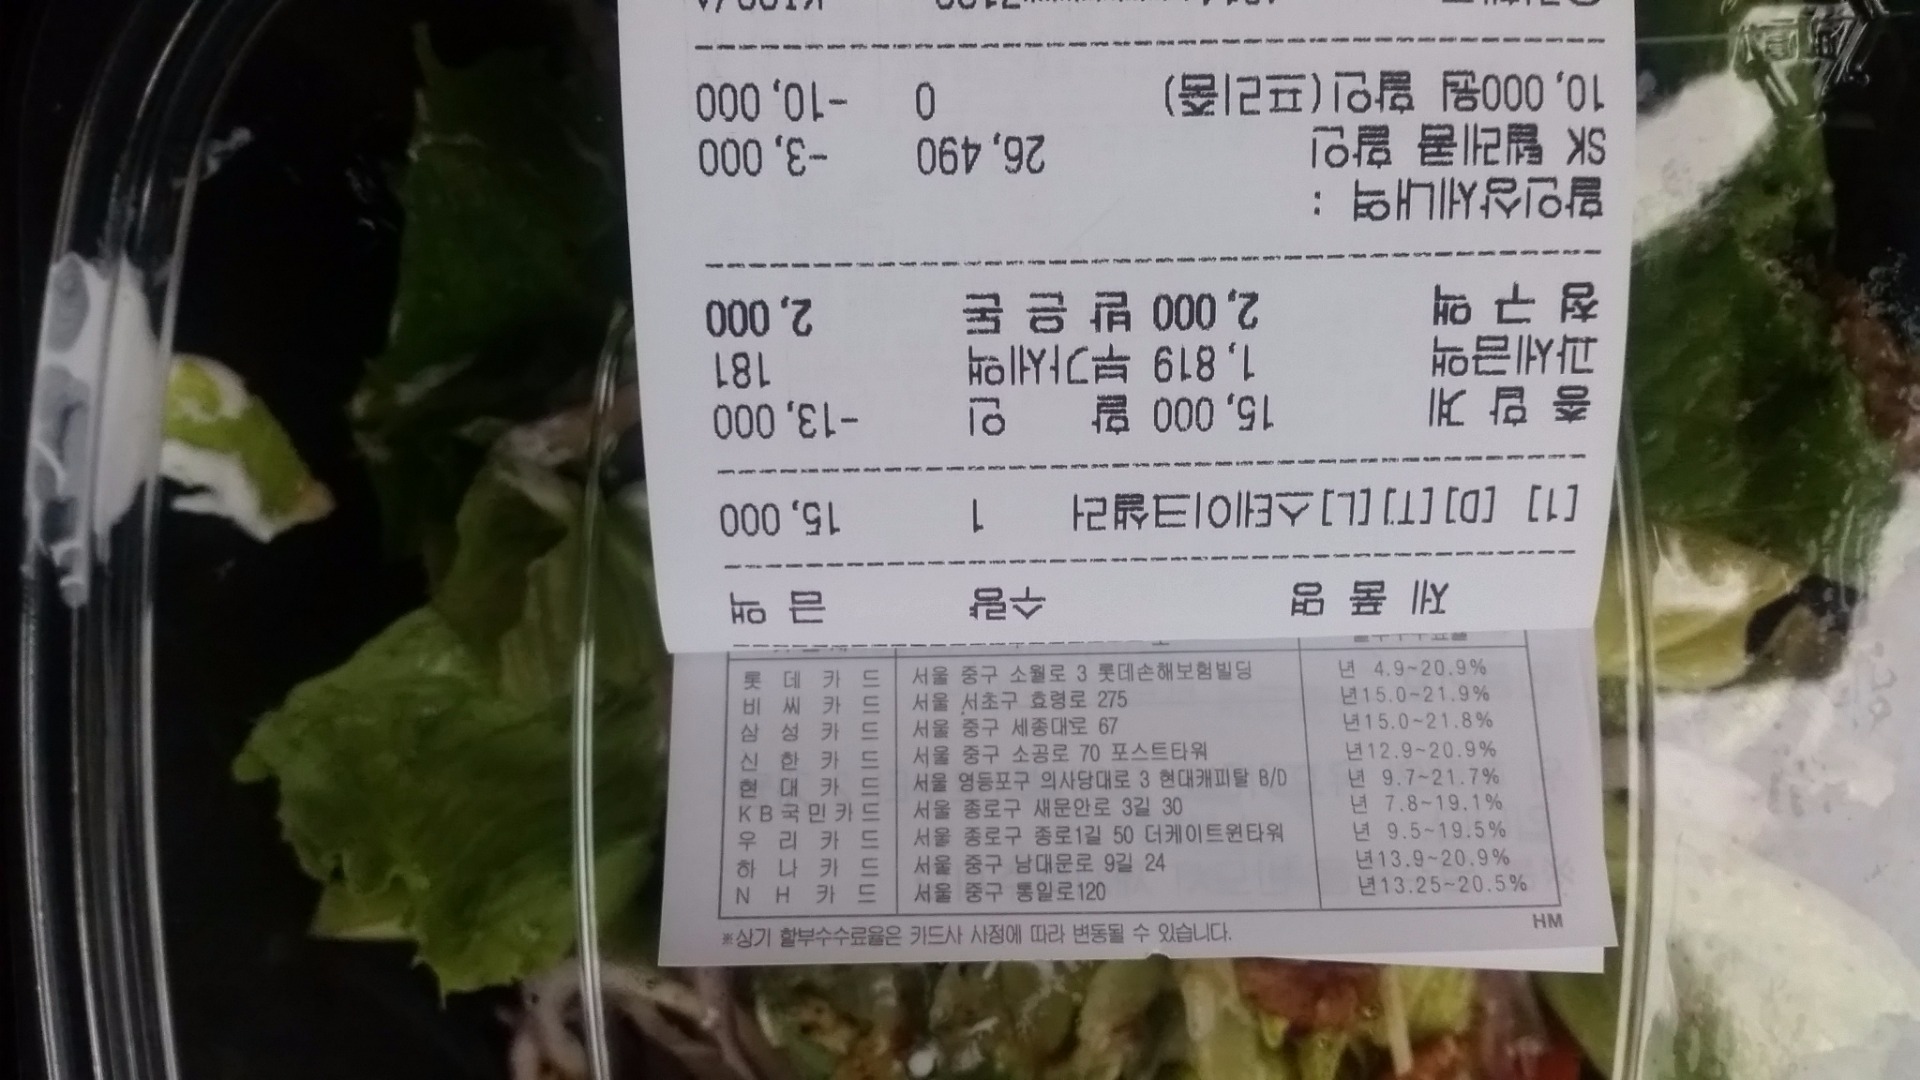 제 품 명 수량 금 액
[1] [D][T][L]스테이크샐러 1 15,000
총 합 계 15,000 할 인 -13,000
과세금액 1,819 부가세액 181
청 구 액 2,000 받 은 돈 2,000
할인상세내역 :
SK 텔레콤 할인 26,490 -3,000
10,000원 할인(프리즘) 0 -10,000
롯 데 카 드 서울 중구 소월로 3 롯데손해보험빌딩 년 4.9~20.9%
비 씨 카 드 서울 서초구 효령로 275 년15.0~21.9%
삼 성 카 드 서울 중구 세종대로 67 년15.0~21.8%
신 한 카 드 서울 중구 소공로 70 포스트타워 년12.9~20.9%
현 대 카 드 서울 영등포구 의사당대로 3 현대캐피탈 B/D 년 9.7~21.7%
KB국민카드 서울 종로구 새문안로 3길 30 년 7.8~19.1%
우 리 카 드 서울 종로구 종로1길 50 더케이트윈타워 년 9.5~19.5%
하 나 카 드 서울 중구 남대문로 9길 24 년13.9~20.9%
N H 카 드 서울 중구 통일로120 년13.25~20.5%
※상기 할부수수료율은 카드사 사정에 따라 변동될 수 있습니다. HM